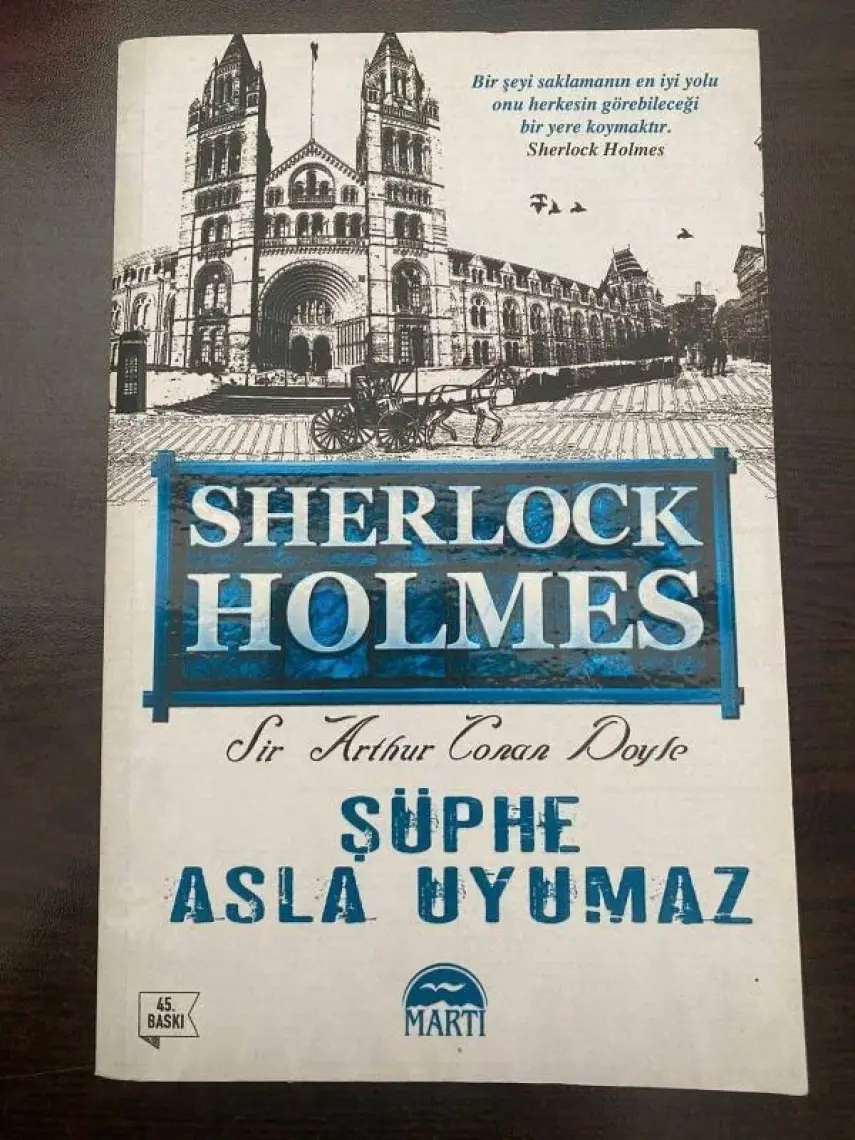 Bir şeyi saklamanın en iyi yolu
onu herkesin görebileceği
bir yere koymaktır.
Sherlock Holmes
SHERLOCK
HOLMES
Sir Arthur Conan Doyle
ŞÜPHE
ASLA UYUMAZ
45.
BASKI
MARTI